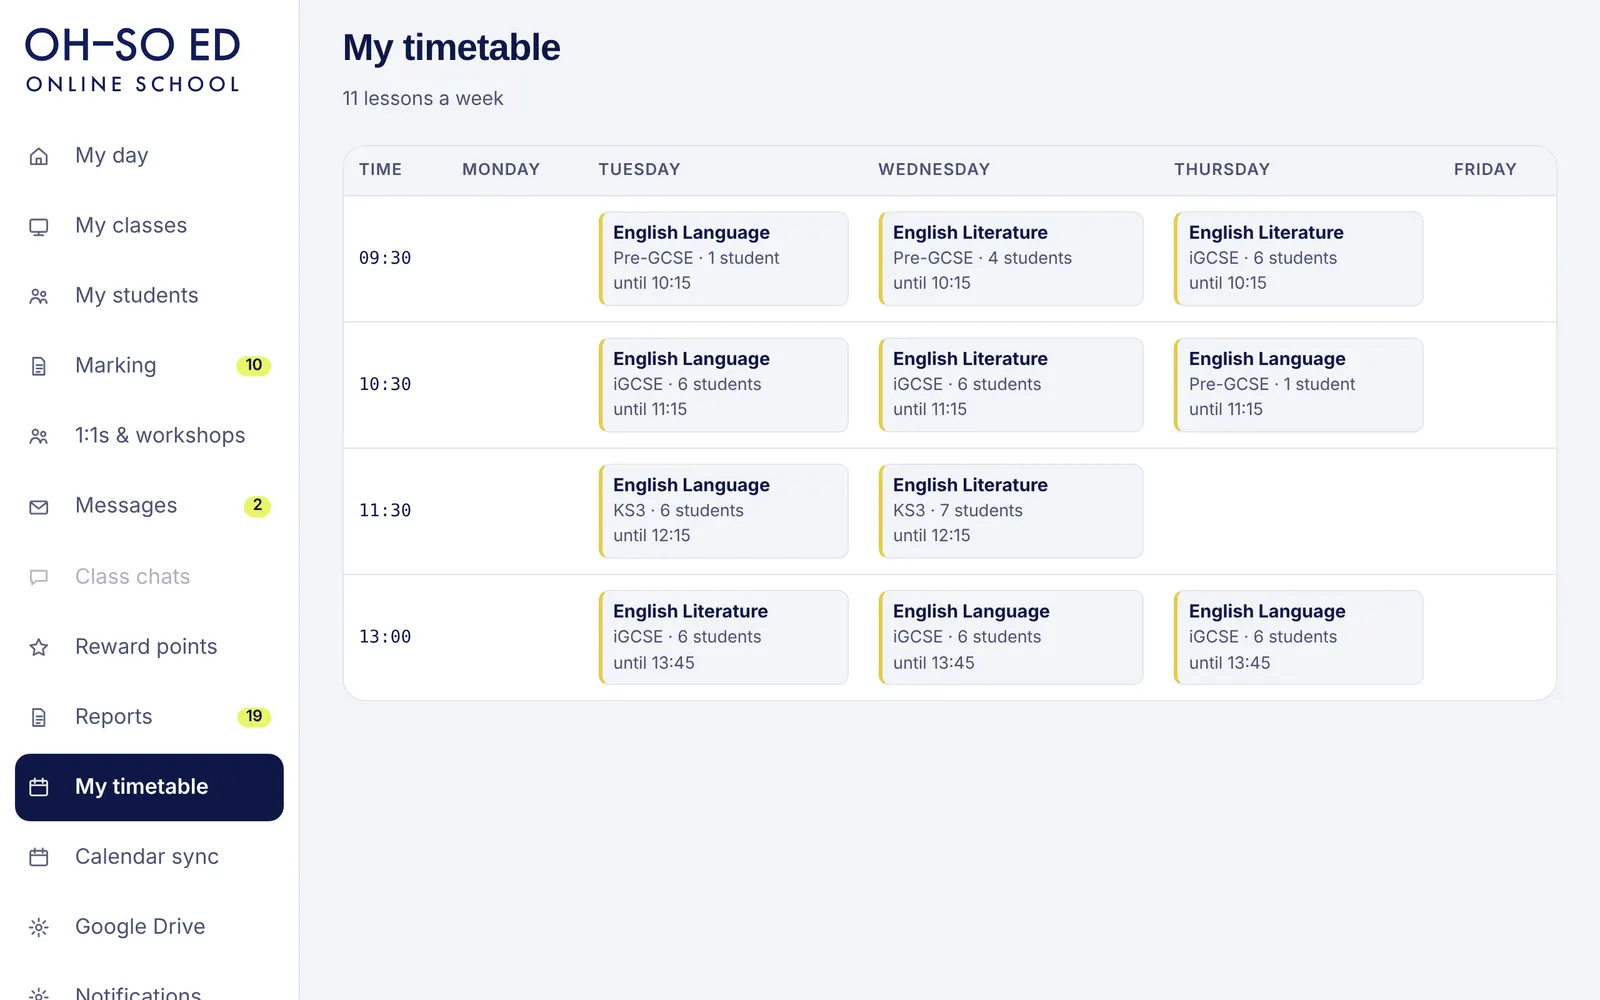 OH–SO ED
ONLINE SCHOOL
My day
My classes
My students
Marking 10
1:1s & workshops
Messages 2
Class chats
Reward points
Reports 19
My timetable
Calendar sync
Google Drive
Notifications
My timetable
11 lessons a week
TIME MONDAY TUESDAY WEDNESDAY THURSDAY FRIDAY
09:30
English Language
Pre-GCSE · 1 student
until 10:15
English Literature
Pre-GCSE · 4 students
until 10:15
English Literature
iGCSE · 6 students
until 10:15
10:30
English Language
iGCSE · 6 students
until 11:15
English Literature
iGCSE · 6 students
until 11:15
English Language
Pre-GCSE · 1 student
until 11:15
11:30
English Language
KS3 · 6 students
until 12:15
English Literature
KS3 · 7 students
until 12:15
13:00
English Literature
iGCSE · 6 students
until 13:45
English Language
iGCSE · 6 students
until 13:45
English Language
iGCSE · 6 students
until 13:45